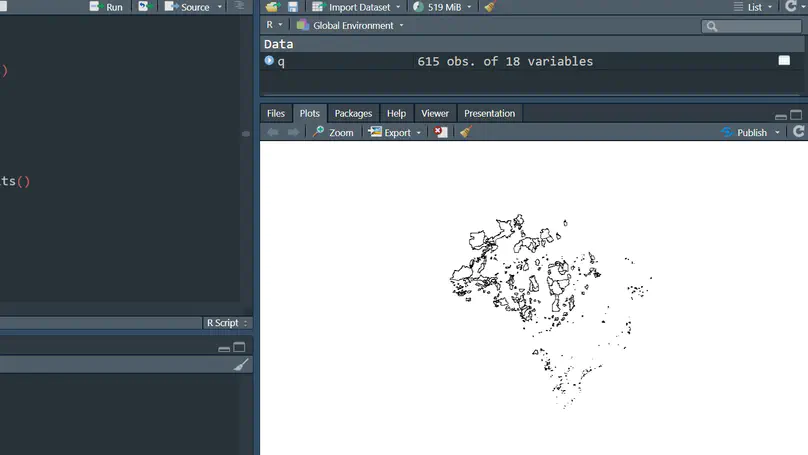 Run Source
Import Dataset 519 MiB List
R Global Environment
Data
q 615 obs. of 18 variables
)
Files Plots Packages Help Viewer Presentation
Zoom Export Publish
ts()
R Script